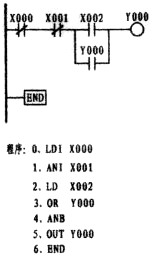 X000 X001 X002 Y000
Y000
END
程序: 0. LDI X000
1. ANI X001
2. LD X002
3. OR Y000
4. ANB
5. OUT Y000
6. END